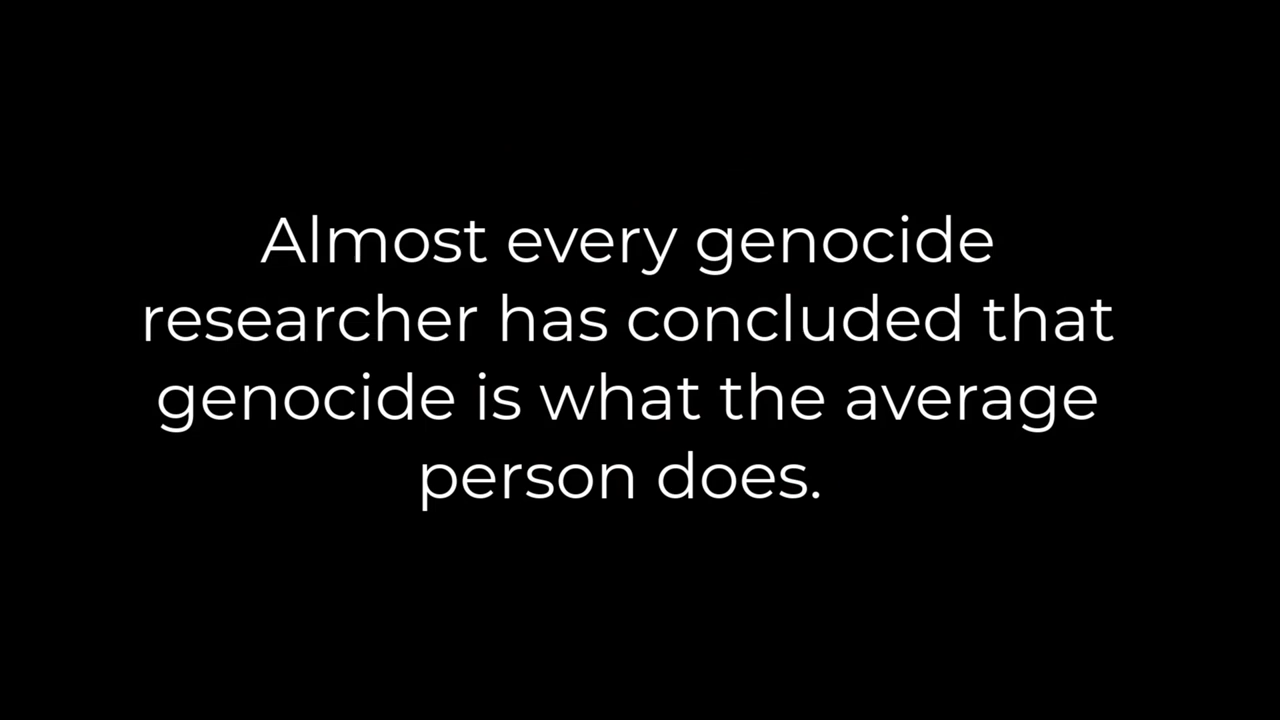 Almost every genocide
researcher has concluded that
genocide is what the average
person does.